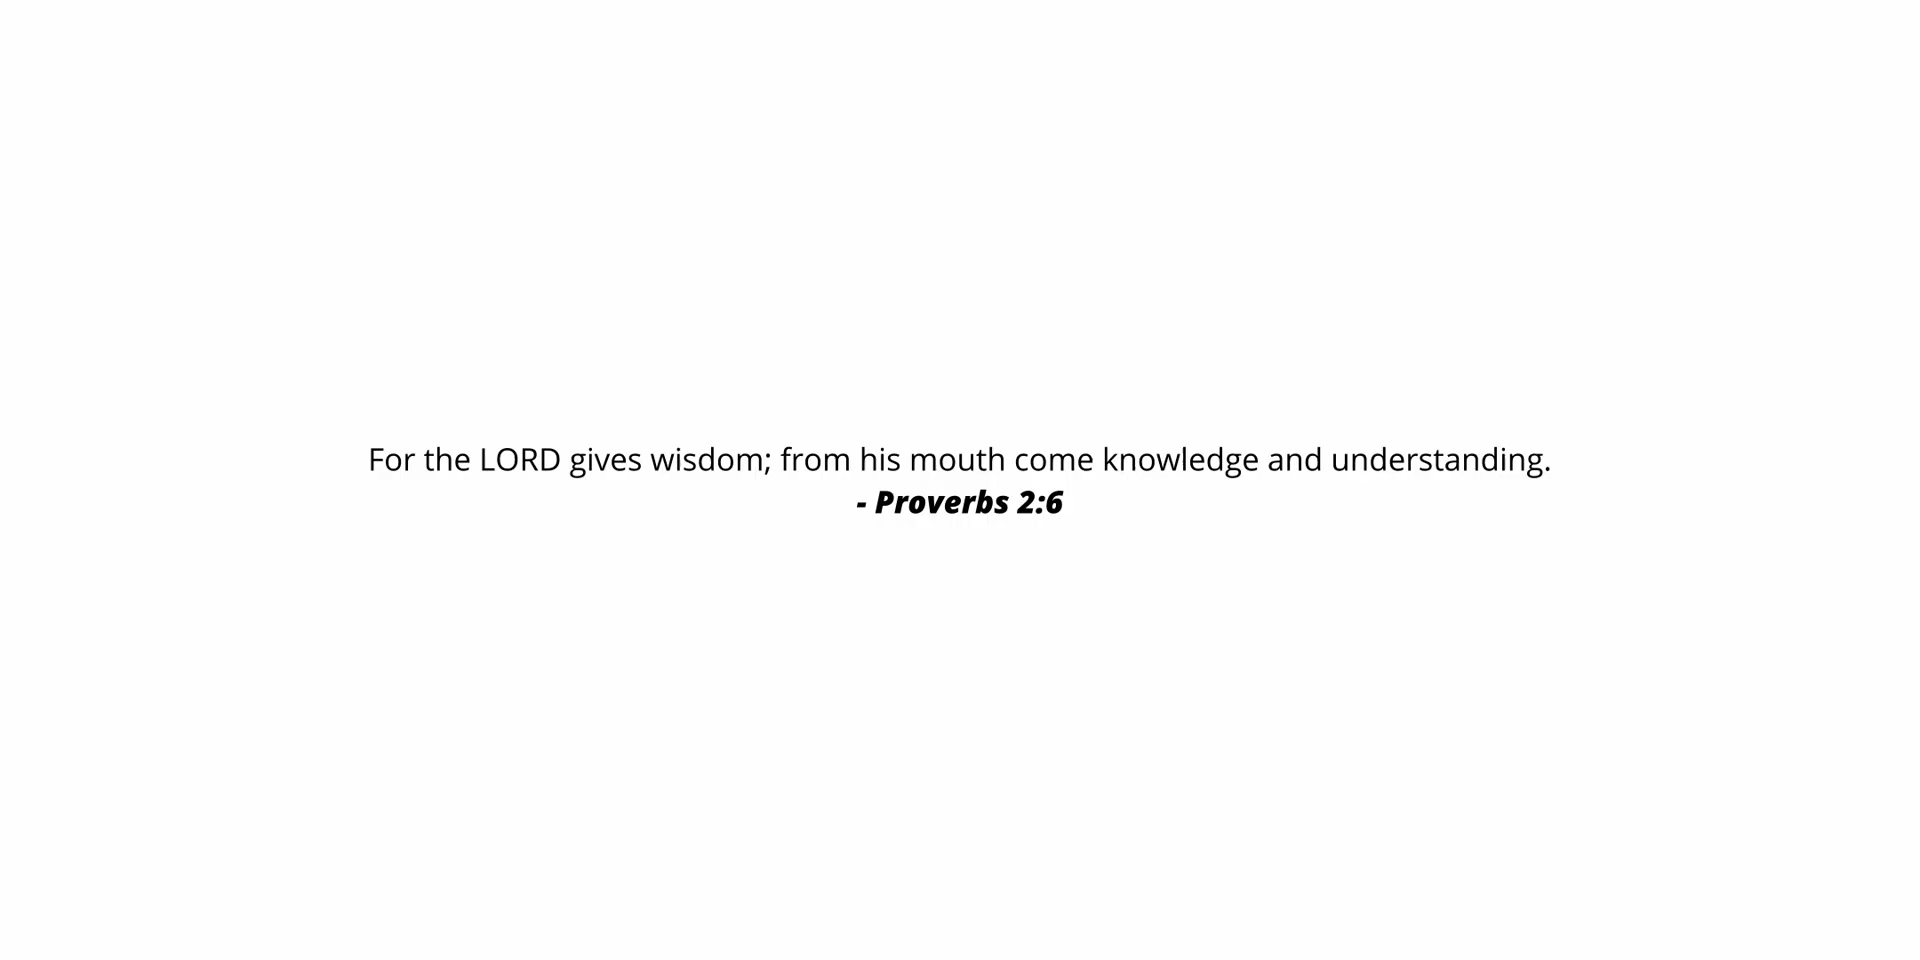 For the LORD gives wisdom; from his mouth come knowledge and understanding.
- Proverbs 2:6